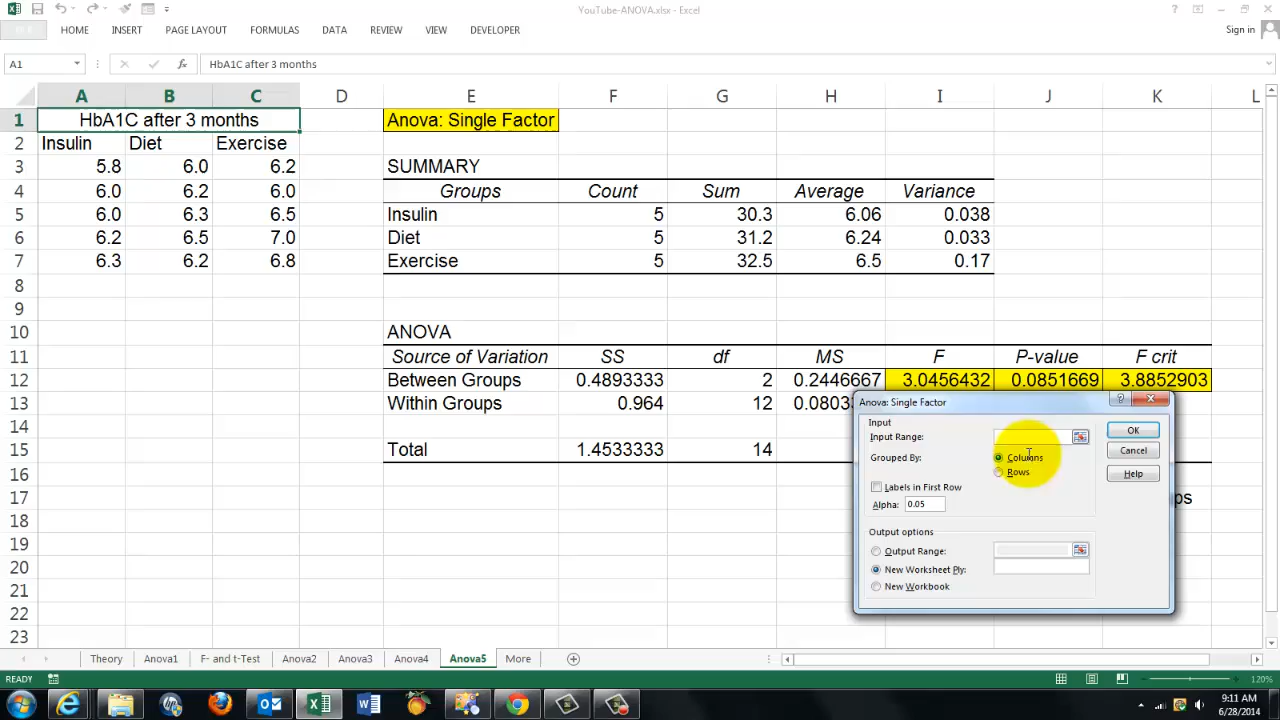 YouTube-ANOVA.xlsx - Excel
HOME INSERT PAGE LAYOUT FORMULAS DATA REVIEW VIEW DEVELOPER Sign in
A1 fx HbA1C after 3 months
A B C D E F G H I J K L
1 HbA1C after 3 months Anova: Single Factor
2 Insulin Diet Exercise
3 5.8 6.0 6.2 SUMMARY
4 6.0 6.2 6.0 Groups Count Sum Average Variance
5 6.0 6.3 6.5 Insulin 5 30.3 6.06 0.038
6 6.2 6.5 7.0 Diet 5 31.2 6.24 0.033
7 6.3 6.2 6.8 Exercise 5 32.5 6.5 0.17
8
9
10 ANOVA
11 Source of Variation SS df MS F P-value F crit
12 Between Groups 0.4893333 2 0.2446667 3.0456432 0.0851669 3.8852903
13 Within Groups 0.964 12
14
15 Total 1.4533333 14
16
17
18
19
20
21
22
23
Anova: Single Factor
Input
Input Range:
Grouped By: Columns
Rows
Labels in First Row
Alpha: 0.05
Output options
Output Range:
New Worksheet Ply:
New Workbook
OK
Cancel
Help
Theory Anova1 F- and t-Test Anova2 Anova3 Anova4 Anova5 More
READY 120%
9:11 AM
6/28/2014